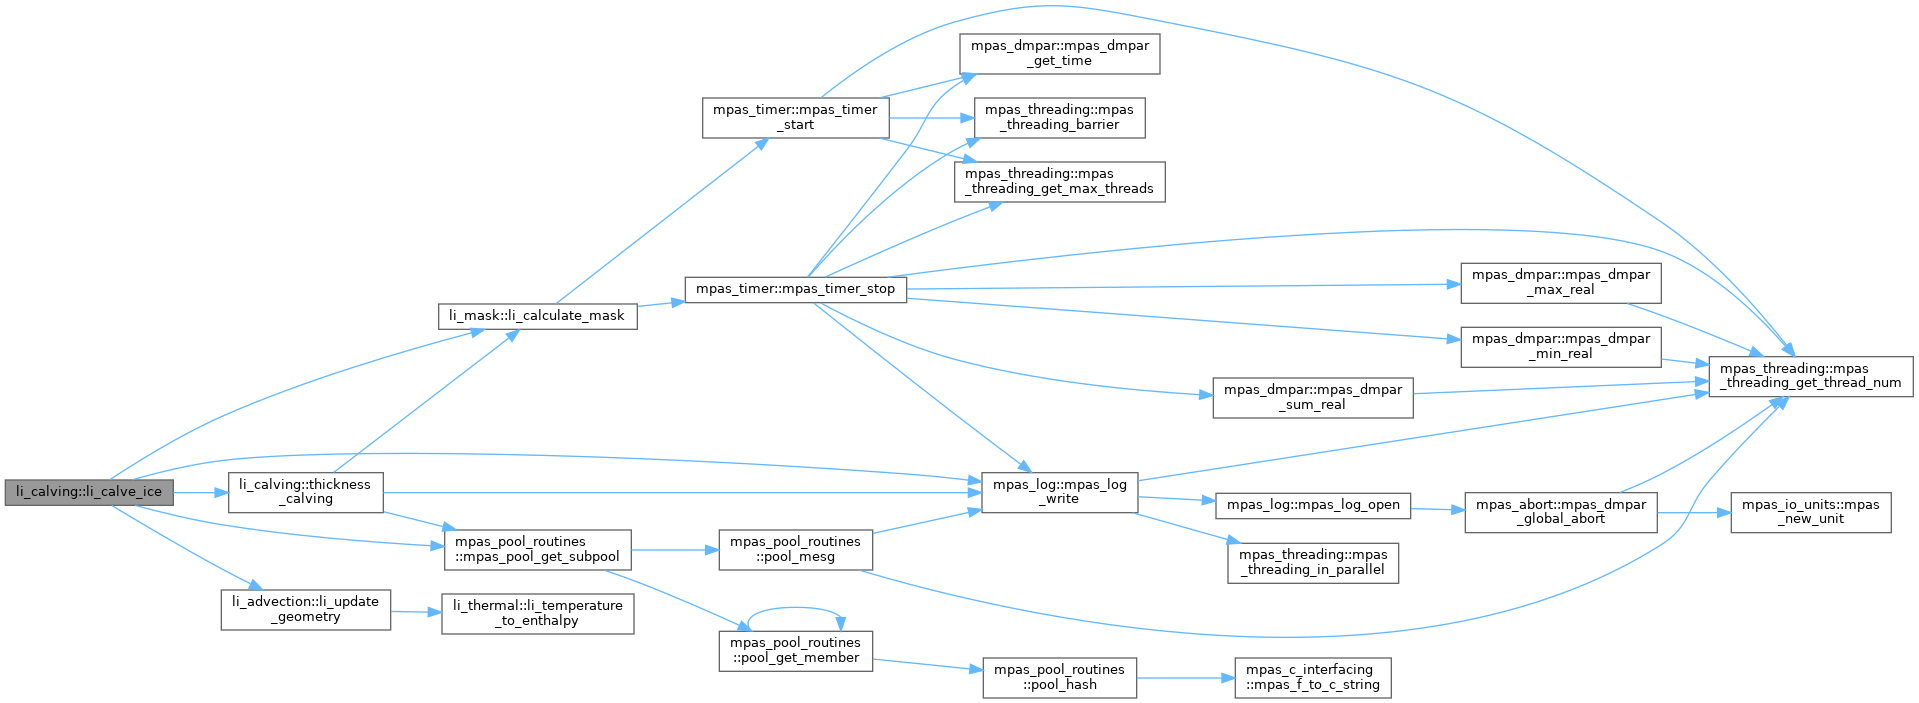 li_calving::li_calve_ice
li_calving::thickness
_calving
li_advection::li_update
_geometry
li_mask::li_calculate_mask
mpas_pool_routines
::mpas_pool_get_subpool
li_thermal::li_temperature
_to_enthalpy
mpas_timer::mpas_timer
_start
mpas_timer::mpas_timer_stop
mpas_pool_routines
::pool_mesg
mpas_pool_routines
::pool_get_member
mpas_dmpar::mpas_dmpar
_get_time
mpas_threading::mpas
_threading_barrier
mpas_threading::mpas
_threading_get_max_threads
mpas_log::mpas_log
_write
mpas_pool_routines
::pool_hash
mpas_dmpar::mpas_dmpar
_sum_real
mpas_log::mpas_log_open
mpas_threading::mpas
_threading_in_parallel
mpas_c_interfacing
::mpas_f_to_c_string
mpas_dmpar::mpas_dmpar
_max_real
mpas_dmpar::mpas_dmpar
_min_real
mpas_abort::mpas_dmpar
_global_abort
mpas_threading::mpas
_threading_get_thread_num
mpas_io_units::mpas
_new_unit